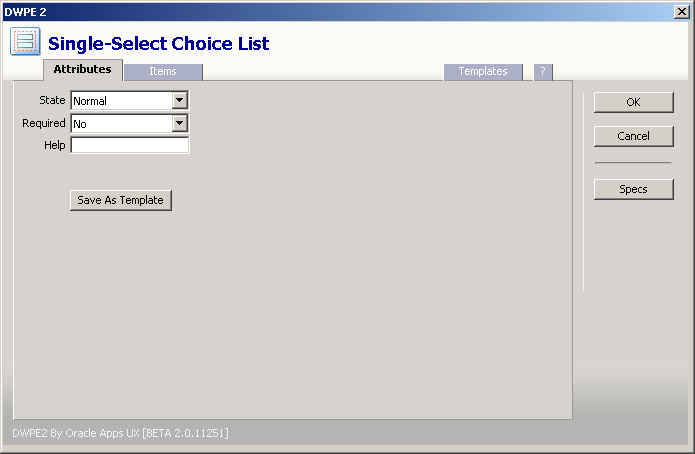 DWPE 2
Single-Select Choice List
Attributes Items Templates ?
State Normal OK
Required No
Help Cancel
Save As Template Specs
DWPE2 By Oracle Apps UX [BETA 2.0.11251]